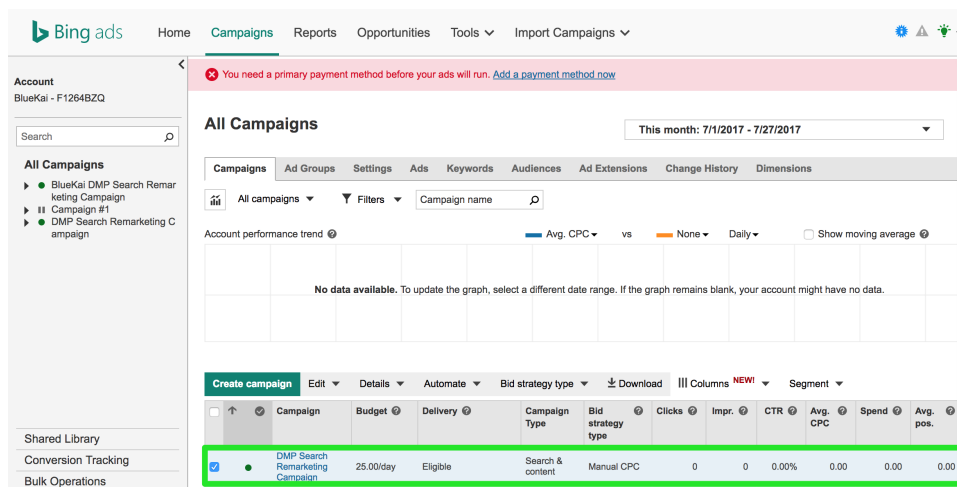 Bing ads
Home Campaigns Reports Opportunities Tools Import Campaigns
Account
BlueKai - F1264BZQ
Search
All Campaigns
BlueKai DMP Search Remar
keting Campaign
Campaign #1
DMP Search Remarketing C
ampaign
Shared Library
Conversion Tracking
Bulk Operations
You need a primary payment method before your ads will run. Add a payment method now
All Campaigns
This month: 7/1/2017 - 7/27/2017
Campaigns Ad Groups Settings Ads Keywords Audiences Ad Extensions Change History Dimensions
All campaigns Filters Campaign name
Account performance trend Avg. CPC vs None Daily Show moving average
No data available. To update the graph, select a different date range. If the graph remains blank, your account might have no data.
Create campaign Edit Details Automate Bid strategy type Download Columns NEW! Segment
Campaign Budget Delivery Campaign Type Bid strategy type Clicks Impr. CTR Avg. CPC Spend Avg. pos.
DMP Search Remarketing Campaign 25.00/day Eligible Search & content Manual CPC 0 0 0.00% 0.00 0.00 0.00